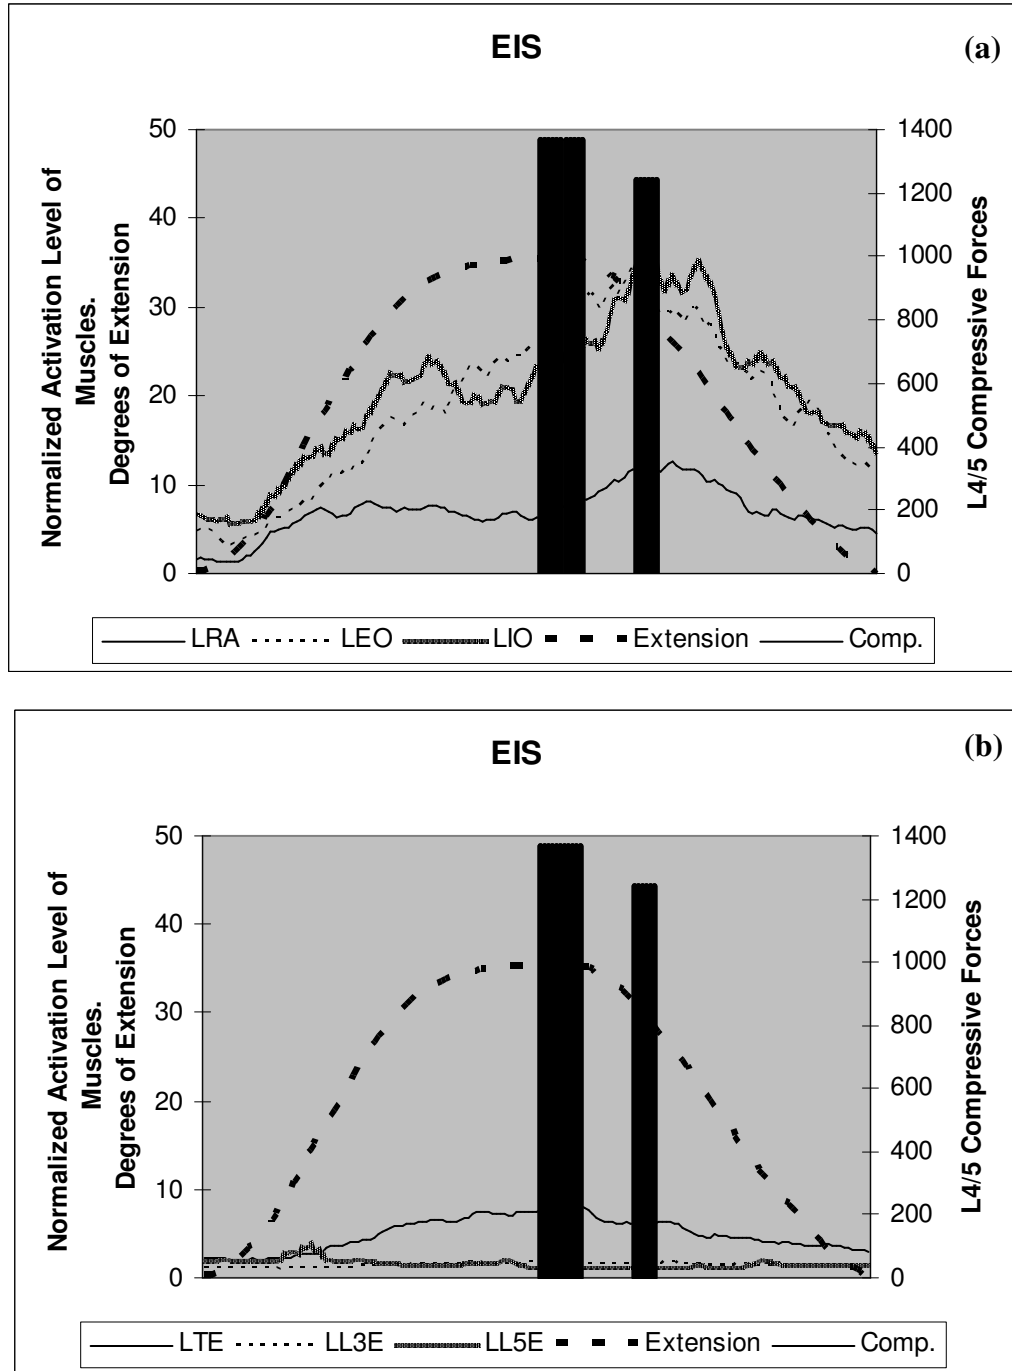 EIS
(a)
Normalized Activation Level of
Muscles.
Degrees of Extension
50
40
30
20
10
0
1400
1200
1000
800
600
400
200
0
L4/5 Compressive Forces
LRA LEO LIO Extension Comp.
EIS
(b)
Normalized Activation Level of
Muscles.
Degrees of Extension
50
40
30
20
10
0
1400
1200
1000
800
600
400
200
0
L4/5 Compressive Forces
LTE LL3E LL5E Extension Comp.